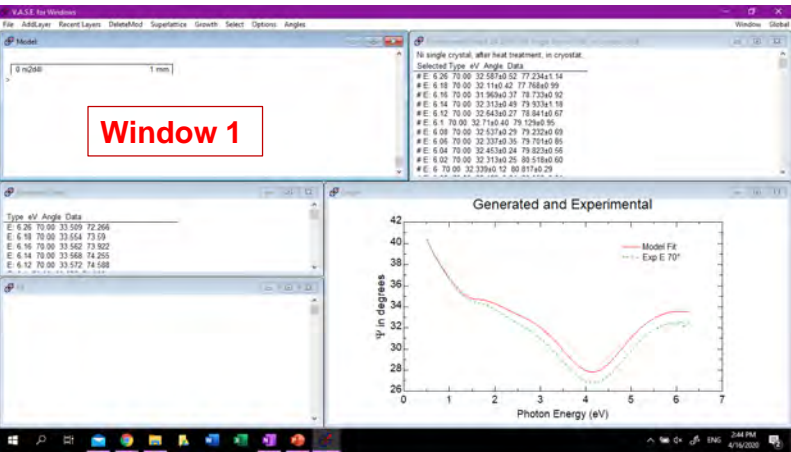 V.A.S.E. for Windows
File AddLayer Recent Layers DeleteMod Superlattice Growth Select Options Angles Window Global
Model
0 ni2d4l 1 mm
>
Window 1
Ni single crystal, after heat treatment, in cryostat.
Selected Type eV Angle Data
#E: 6.26 70.00 32.587±0.52 77.234±1.14
#E: 6.18 70.00 32.11±0.42 77.768±0.99
#E: 6.16 70.00 31.969±0.37 78.733±0.92
#E: 6.14 70.00 32.313±0.49 79.933±1.18
#E: 6.12 70.00 32.643±0.27 78.841±0.67
#E: 6.1 70.00 32.71±0.40 79.129±0.95
#E: 6.08 70.00 32.537±0.29 79.232±0.69
#E: 6.06 70.00 32.337±0.35 79.701±0.85
#E: 6.04 70.00 32.453±0.24 79.823±0.56
#E: 6.02 70.00 32.313±0.25 80.518±0.60
#E: 6 70.00 32.339±0.12 80.817±0.29
Type eV Angle Data
E: 6.26 70.00 33.509 72.266
E: 6.18 70.00 33.554 73.59
E: 6.16 70.00 33.562 73.922
E: 6.14 70.00 33.568 74.255
E: 6.12 70.00 33.572 74.588
Generated and Experimental
Model Fit
Exp E 70°
Ψ in degrees
42
40
38
36
34
32
30
28
26
0 1 2 3 4 5 6 7
Photon Energy (eV)
ENG
2:44 PM
4/16/2020